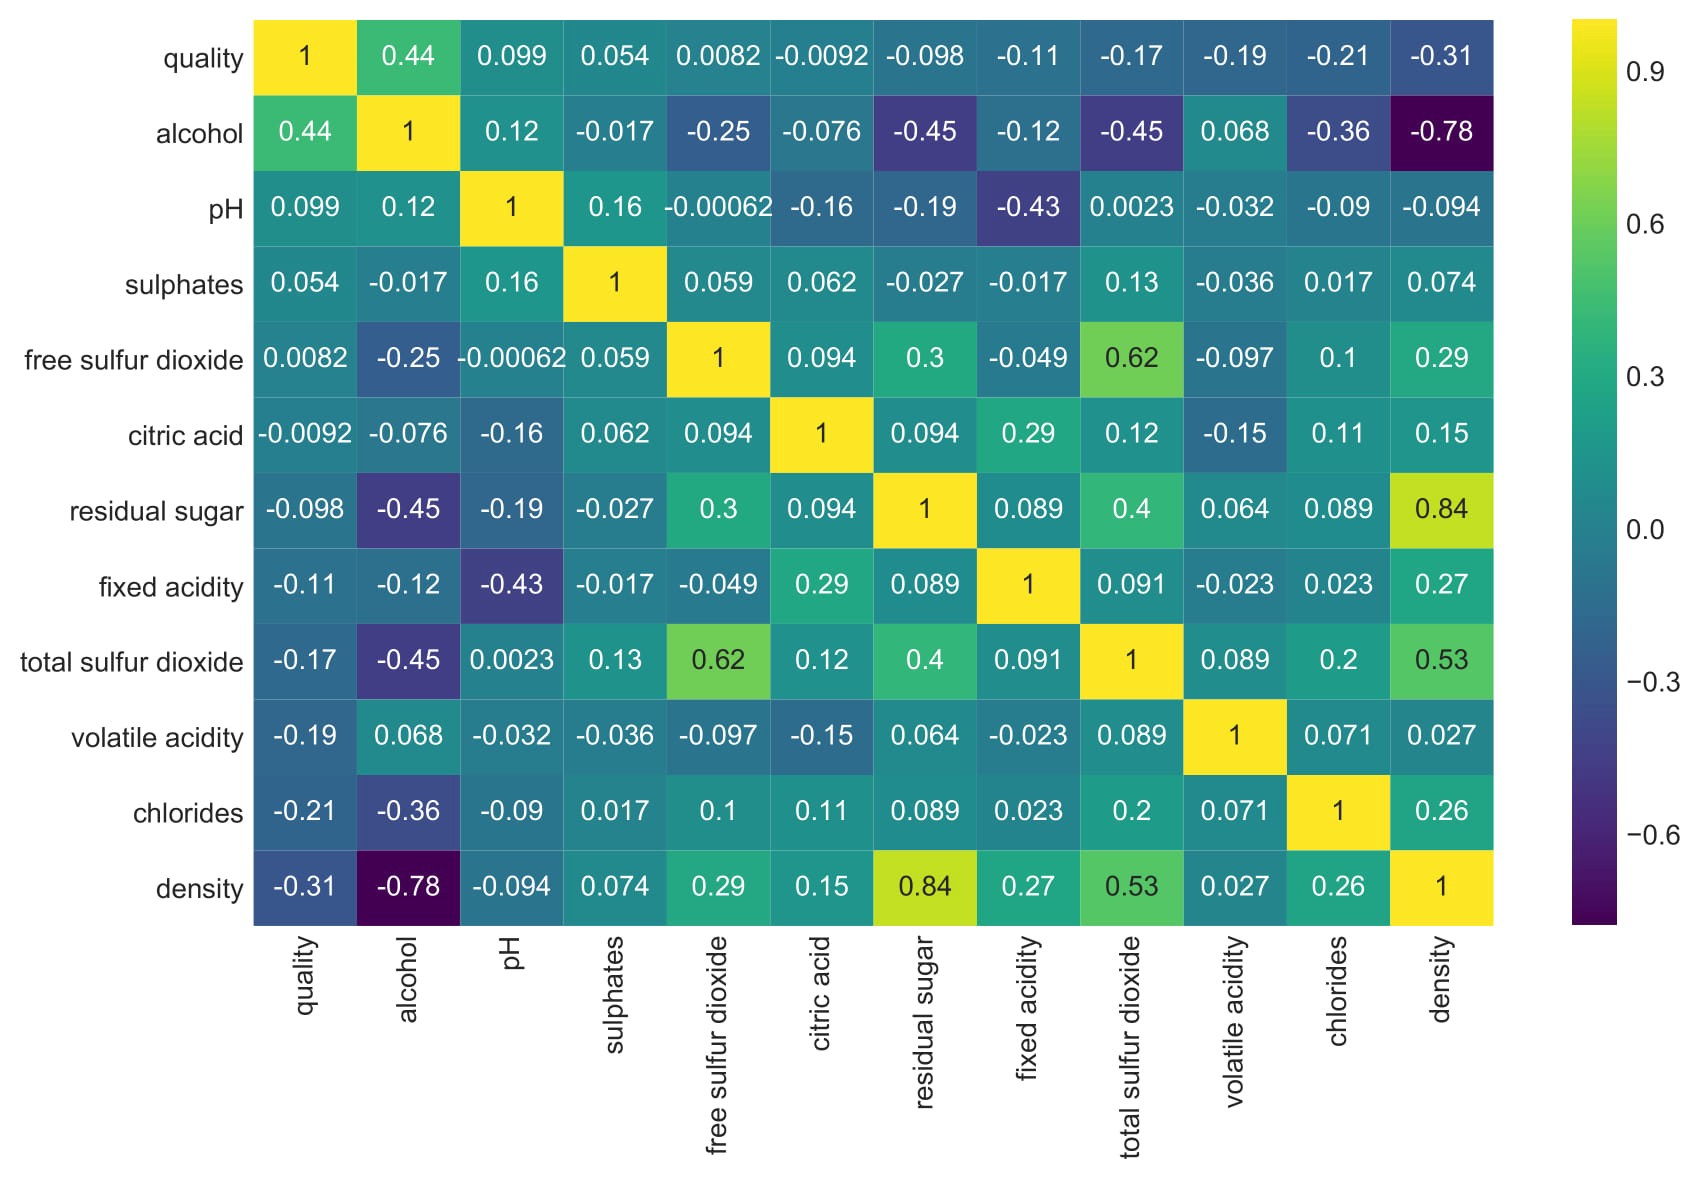 quality 1 0.44 0.099 0.054 0.0082 -0.0092 -0.098 -0.11 -0.17 -0.19 -0.21 -0.31
alcohol 0.44 1 0.12 -0.017 -0.25 -0.076 -0.45 -0.12 -0.45 0.068 -0.36 -0.78
pH 0.099 0.12 1 0.16 -0.00062 -0.16 -0.19 -0.43 0.0023 -0.032 -0.09 -0.094
sulphates 0.054 -0.017 0.16 1 0.059 0.062 -0.027 -0.017 0.13 -0.036 0.017 0.074
free sulfur dioxide 0.0082 -0.25 -0.00062 0.059 1 0.094 0.3 -0.049 0.62 -0.097 0.1 0.29
citric acid -0.0092 -0.076 -0.16 0.062 0.094 1 0.094 0.29 0.12 -0.15 0.11 0.15
residual sugar -0.098 -0.45 -0.19 -0.027 0.3 0.094 1 0.089 0.4 0.064 0.089 0.84
fixed acidity -0.11 -0.12 -0.43 -0.017 -0.049 0.29 0.089 1 0.091 -0.023 0.023 0.27
total sulfur dioxide -0.17 -0.45 0.0023 0.13 0.62 0.12 0.4 0.091 1 0.089 0.2 0.53
volatile acidity -0.19 0.068 -0.032 -0.036 -0.097 -0.15 0.064 -0.023 0.089 1 0.071 0.027
chlorides -0.21 -0.36 -0.09 0.017 0.1 0.11 0.089 0.023 0.2 0.071 1 0.26
density -0.31 -0.78 -0.094 0.074 0.29 0.15 0.84 0.27 0.53 0.027 0.26 1
quality
alcohol
pH
sulphates
free sulfur dioxide
citric acid
residual sugar
fixed acidity
total sulfur dioxide
volatile acidity
chlorides
density
0.9
0.6
0.3
0.0
−0.3
−0.6